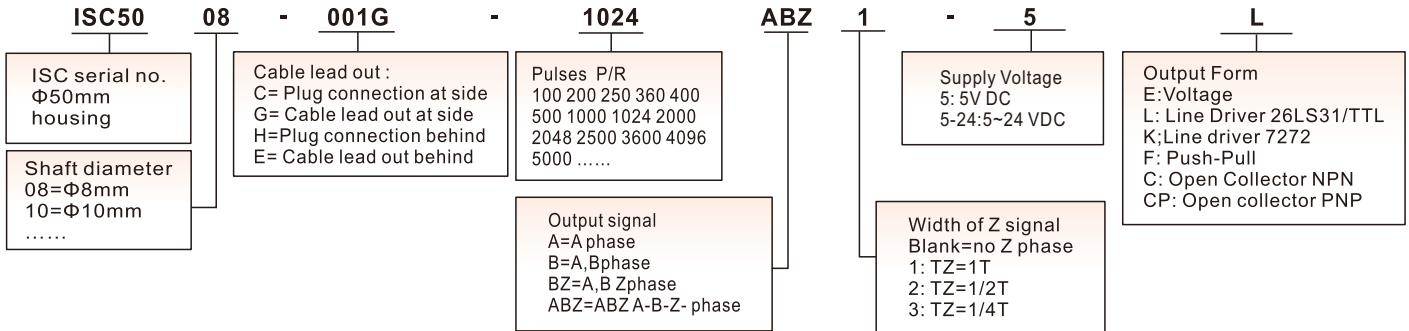 ISC50 08 - 001G - 1024 ABZ 1 - 5 L
ISC serial no.
Φ50mm
housing
Shaft diameter
08=Φ8mm
10=Φ10mm
......
Cable lead out :
C= Plug connection at side
G= Cable lead out at side
H=Plug connection behind
E= Cable lead out behind
Pulses P/R
100 200 250 360 400
500 1000 1024 2000
2048 2500 3600 4096
5000 ......
Output signal
A=A phase
B=A,Bphase
BZ=A,B Zphase
ABZ=ABZ A-B-Z- phase
Supply Voltage
5: 5V DC
5-24:5~24 VDC
Width of Z signal
Blank=no Z phase
1: TZ=1T
2: TZ=1/2T
3: TZ=1/4T
Output Form
E:Voltage
L: Line Driver 26LS31/TTL
K;Line driver 7272
F: Push-Pull
C: Open Collector NPN
CP: Open collector PNP